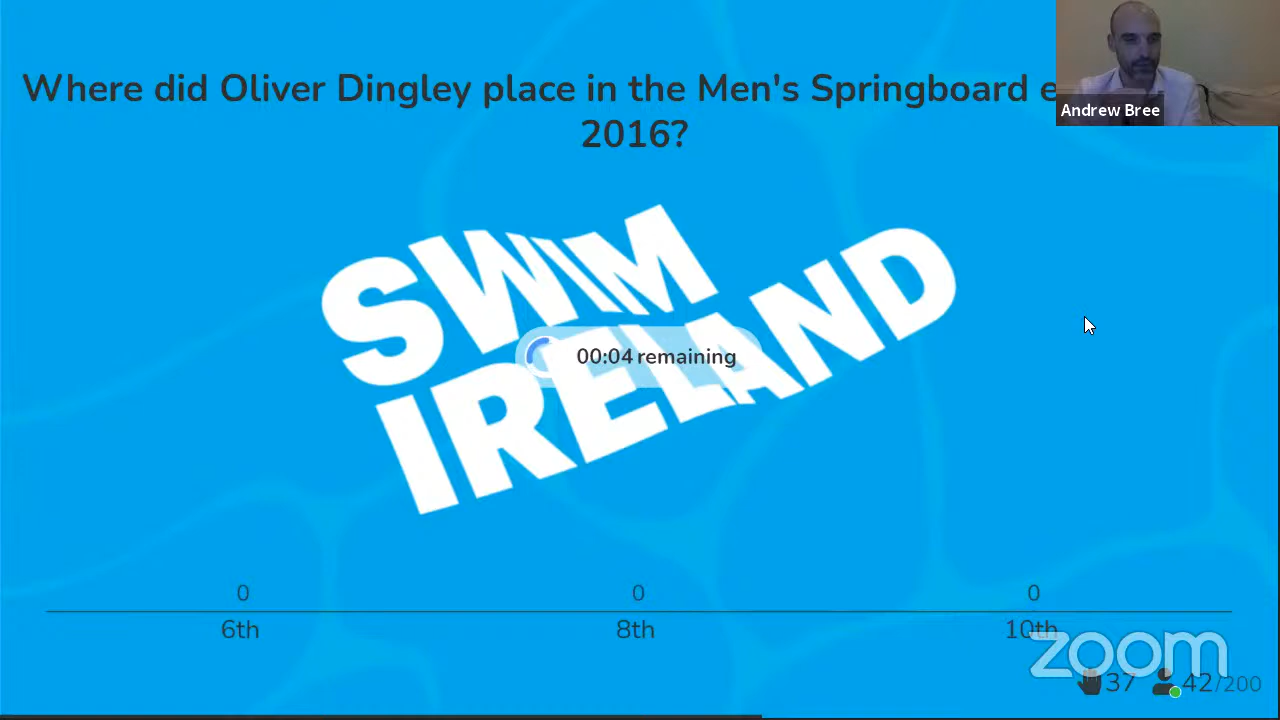 Where did Oliver Dingley place in the Men's Springboard
2016?
Andrew Bree
SWIM
IRELAND
00:04 remaining
0
0
0
6th
8th
10th
zoom
37
42/200